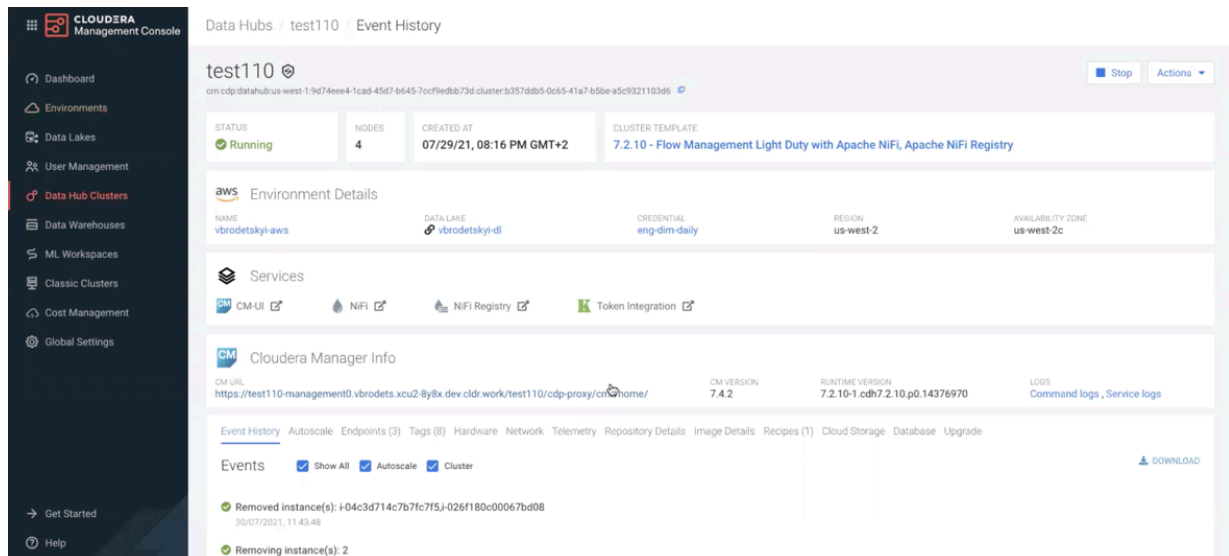 CLOUDERA
Management Console
Dashboard
Environments
Data Lakes
User Management
Data Hub Clusters
Data Warehouses
ML Workspaces
Classic Clusters
Cost Management
Global Settings
Get Started
Help
Data Hubs / test110 / Event History
test110
crn:cdp:datahub:us-west-1:9d74eee4-1cad-45d7-b645-7ccf9edbb73d:cluster:b357ddb5-0c65-41a7-b5be-a5c9321103d6
Stop Actions
STATUS NODES CREATED AT CLUSTER TEMPLATE
Running 4 07/29/21, 08:16 PM GMT+2 7.2.10 - Flow Management Light Duty with Apache NiFi, Apache NiFi Registry
aws Environment Details
NAME DATA LAKE CREDENTIAL REGION AVAILABILITY ZONE
vbrodetskyi-aws vbrodetskyi-dl eng-dim-daily us-west-2 us-west-2c
Services
CM CM-UI NiFi NiFi Registry Token Integration
CM Cloudera Manager Info
CM URL CM VERSION RUNTIME VERSION LOGS
https://test110-management0.vbrodets.xcu2-8y8x.dev.cldr.work/test110/cdp-proxy/cm home/ 7.4.2 7.2.10-1.cdh7.2.10.p0.14376970 Command logs , Service logs
Event History Autoscale Endpoints (3) Tags (8) Hardware Network Telemetry Repository Details Image Details Recipes (1) Cloud Storage Database Upgrade
Events Show All Autoscale Cluster DOWNLOAD
Removed instance(s): i-04c3d714c7b7fc7f5,i-026f180c00067bd08
30/07/2021, 11:43:48
Removing instance(s): 2